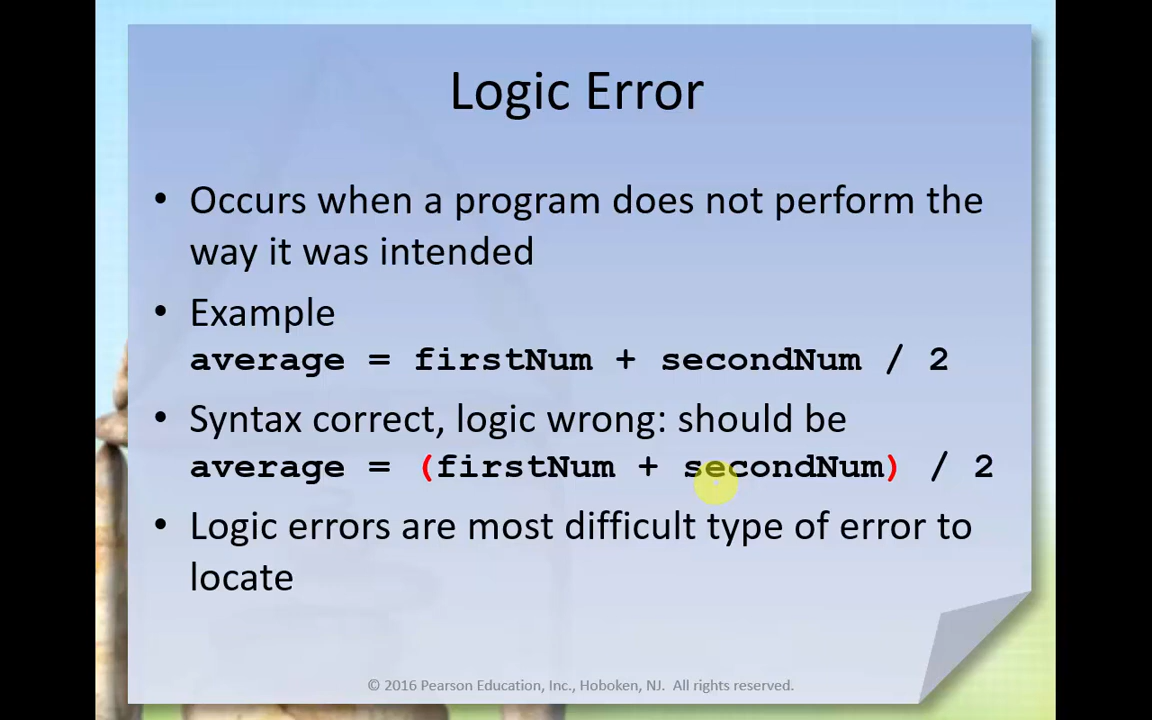 Logic Error
• Occurs when a program does not perform the
way it was intended
• Example
average = firstNum + secondNum / 2
• Syntax correct, logic wrong: should be
average = (firstNum + secondNum) / 2
• Logic errors are most difficult type of error to
locate
© 2016 Pearson Education, Inc., Hoboken, NJ. All rights reserved.